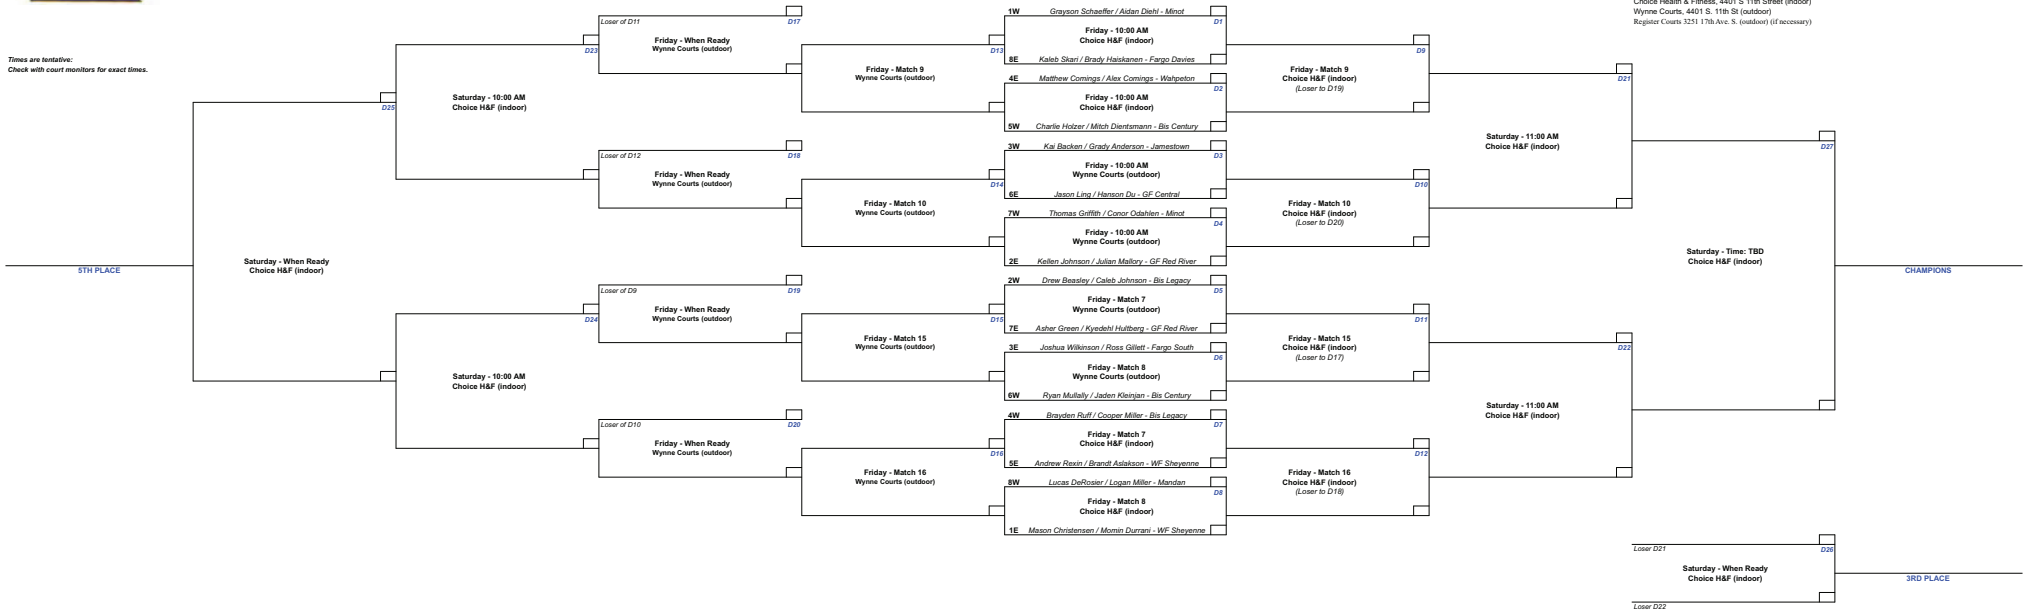 Choice Health & Fitness, 4401 S 11th Street (indoor)
Wynne Courts, 4401 S. 11th St (outdoor)
Register Courts 3251 17th Ave. S. (outdoor) (if necessary)
Times are tentative:
Check with court monitors for exact times.
5TH PLACE
Saturday - When Ready
Choice H&F (indoor)
D25
Saturday - 10:00 AM
Choice H&F (indoor)
D24
Saturday - 10:00 AM
Choice H&F (indoor)
D23
Loser of D11
D17
Friday - When Ready
Wynne Courts (outdoor)
Loser of D12
D18
Friday - When Ready
Wynne Courts (outdoor)
Loser of D9
D19
Friday - When Ready
Wynne Courts (outdoor)
Loser of D10
D20
Friday - When Ready
Wynne Courts (outdoor)
D13
Friday - Match 9
Wynne Courts (outdoor)
D14
Friday - Match 10
Wynne Courts (outdoor)
D15
Friday - Match 15
Wynne Courts (outdoor)
D16
Friday - Match 16
Wynne Courts (outdoor)
1W Grayson Schaeffer / Aidan Diehl - Minot
D1
Friday - 10:00 AM
Choice H&F (indoor)
8E Kaleb Skari / Brady Haiskanen - Fargo Davies
4E Matthew Comings / Alex Comings - Wahpeton
D2
Friday - 10:00 AM
Choice H&F (indoor)
5W Charlie Holzer / Mitch Dientsmann - Bis Century
3W Kai Backen / Grady Anderson - Jamestown
D3
Friday - 10:00 AM
Wynne Courts (outdoor)
6E Jason Ling / Hanson Du - GF Central
7W Thomas Griffith / Conor Odahlen - Minot
D4
Friday - 10:00 AM
Wynne Courts (outdoor)
2E Kellen Johnson / Julian Mallory - GF Red River
2W Drew Beasley / Caleb Johnson - Bis Legacy
D5
Friday - Match 7
Wynne Courts (outdoor)
7E Asher Green / Kyedehl Hultberg - GF Red River
3E Joshua Wilkinson / Ross Gillett - Fargo South
D6
Friday - Match 8
Wynne Courts (outdoor)
6W Ryan Mullally / Jaden Kleinjan - Bis Century
4W Brayden Ruff / Cooper Miller - Bis Legacy
D7
Friday - Match 7
Choice H&F (indoor)
5E Andrew Rexin / Brandt Aslakson - WF Sheyenne
8W Lucas DeRosier / Logan Miller - Mandan
D8
Friday - Match 8
Choice H&F (indoor)
1E Mason Christensen / Momin Durrani - WF Sheyenne
D9
Friday - Match 9
Choice H&F (indoor)
(Loser to D19)
D10
Friday - Match 10
Choice H&F (indoor)
(Loser to D20)
D11
Friday - Match 15
Choice H&F (indoor)
(Loser to D17)
D12
Friday - Match 16
Choice H&F (indoor)
(Loser to D18)
D21
Saturday - 11:00 AM
Choice H&F (indoor)
D22
Saturday - 11:00 AM
Choice H&F (indoor)
D27
Saturday - Time: TBD
Choice H&F (indoor)
CHAMPIONS
Loser D21
D26
Saturday - When Ready
Choice H&F (indoor)
3RD PLACE
Loser D22